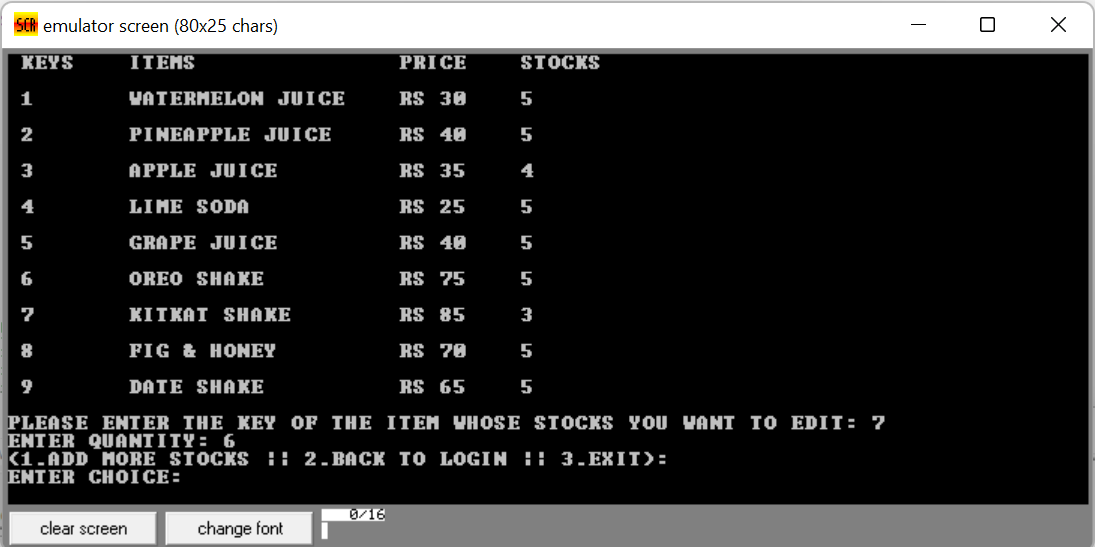 SCR emulator screen (80x25 chars)
KEYS ITEMS PRICE STOCKS
1 WATERMELON JUICE RS 30 5
2 PINEAPPLE JUICE RS 40 5
3 APPLE JUICE RS 35 4
4 LIME SODA RS 25 5
5 GRAPE JUICE RS 40 5
6 OREO SHAKE RS 75 5
7 KITKAT SHAKE RS 85 3
8 FIG & HONEY RS 70 5
9 DATE SHAKE RS 65 5
PLEASE ENTER THE KEY OF THE ITEM WHOSE STOCKS YOU WANT TO EDIT: 7
ENTER QUANTITY: 6
(1.ADD MORE STOCKS || 2.BACK TO LOGIN || 3.EXIT):
ENTER CHOICE:
clear screen change font 0/16